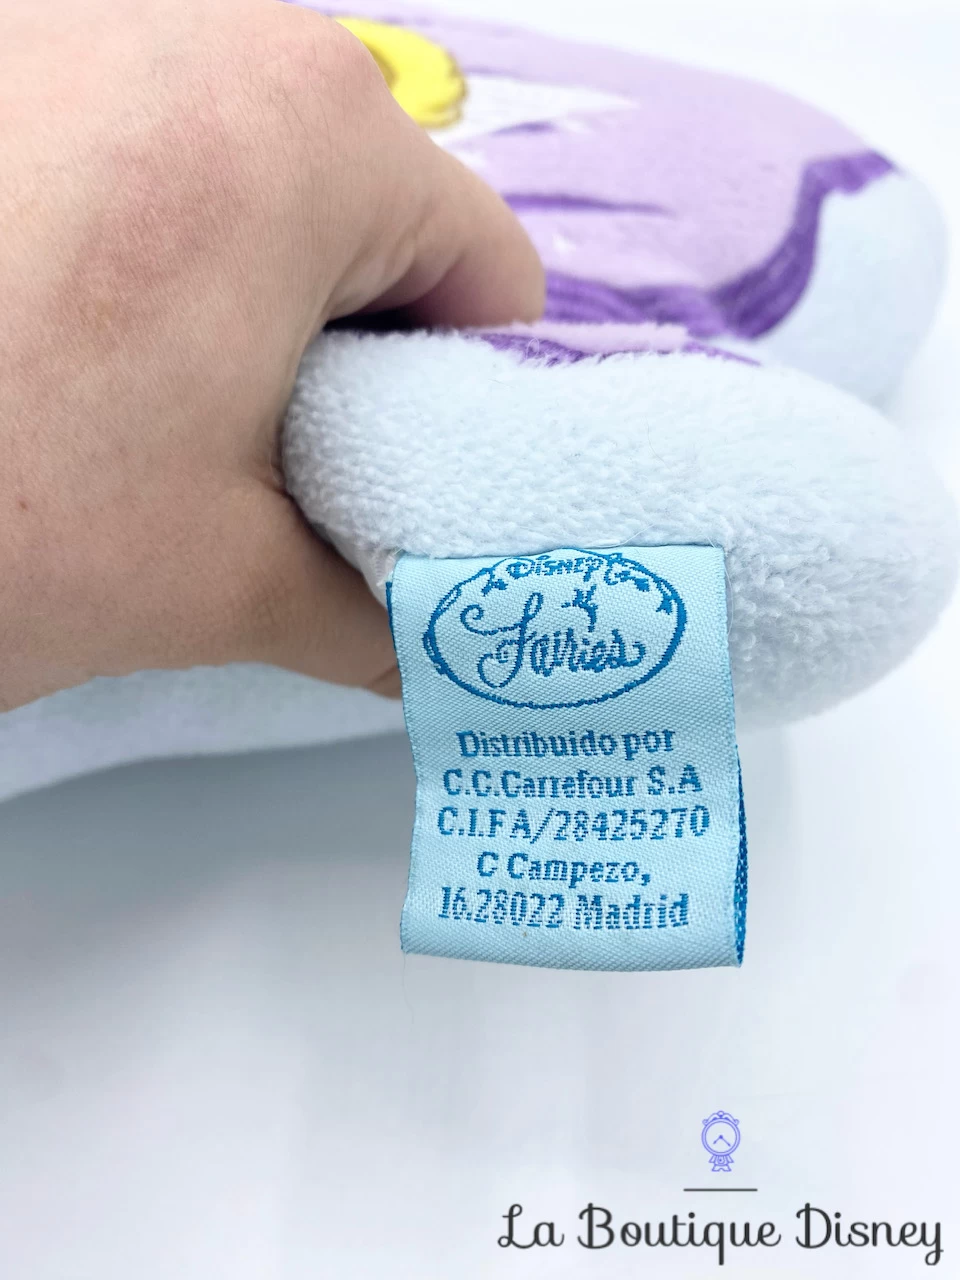 Disney
Fairies
Distribuido por
C.C.Carrefour S.A
C.I.F A/28425270
C Campezo,
16.28022 Madrid
La Boutique Disney